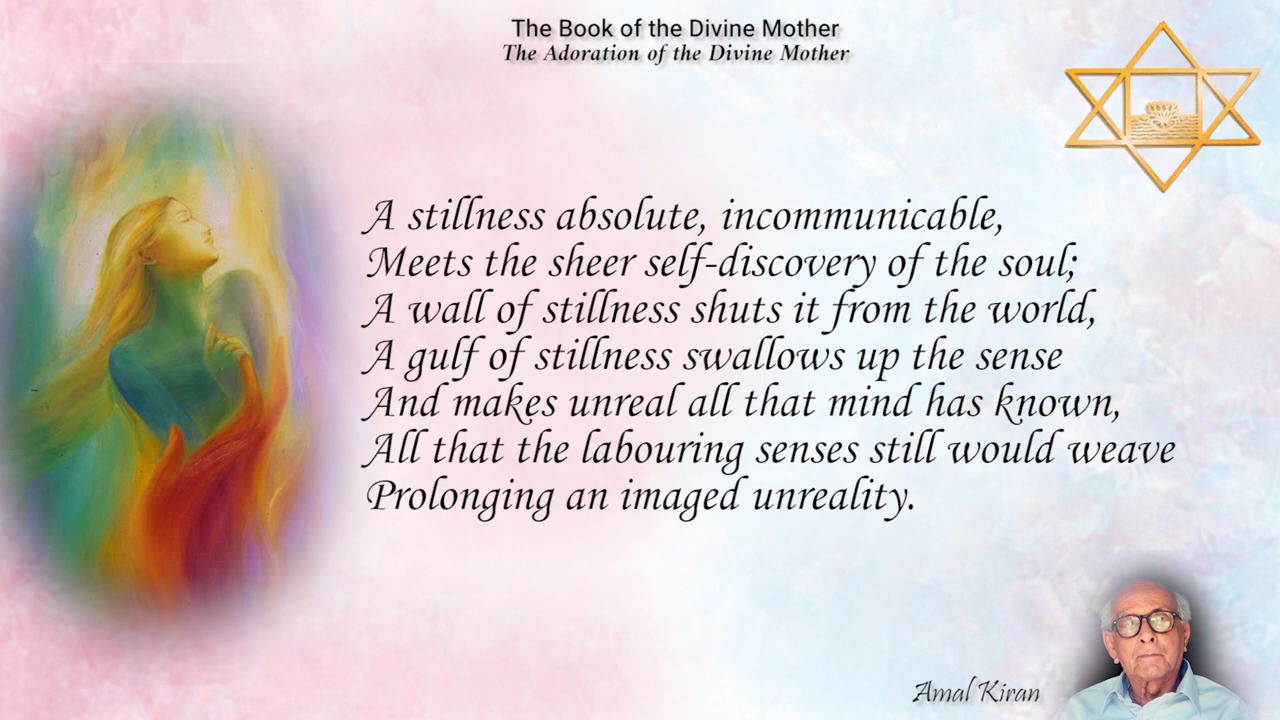 The Book of the Divine Mother
The Adoration of the Divine Mother
A stillness absolute, incommunicable,
Meets the sheer self-discovery of the soul;
A wall of stillness shuts it from the world,
A gulf of stillness swallows up the sense
And makes unreal all that mind has known,
All that the labouring senses still would weave
Prolonging an imaged unreality.
Amal Kiran